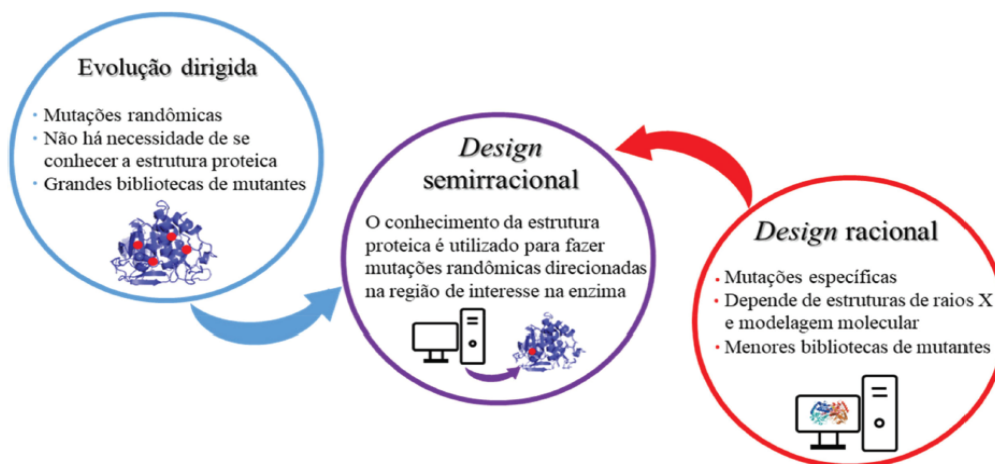 Evolução dirigida
• Mutações randômicas
• Não há necessidade de se
conhecer a estrutura proteica
• Grandes bibliotecas de mutantes
Design
semirracional
O conhecimento da estrutura
proteica é utilizado para fazer
mutações randômicas direcionadas
na região de interesse na enzima
Design racional
• Mutações específicas
• Depende de estruturas de raios X
e modelagem molecular
• Menores bibliotecas de mutantes